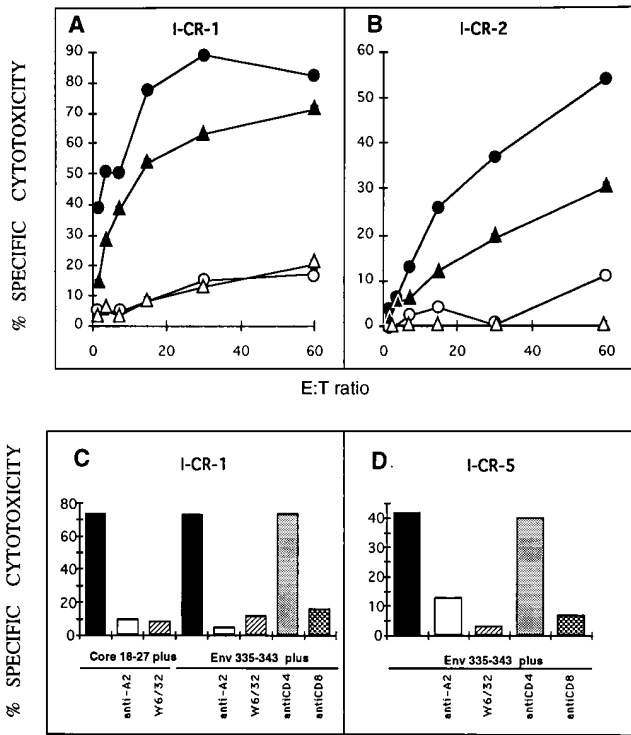 A
I-CR-1
B
I-CR-2
% SPECIFIC CYTOTOXICITY
90
80
70
60
50
40
30
20
10
0
0 20 40 60
60
50
40
30
20
10
0
0 20 40 60
E:T ratio
C
I-CR-1
D
I-CR-5
% SPECIFIC CYTOTOXICITY
80
60
40
20
0
Core 18-27 plus
Env 335-343 plus
anti-A2
W6/32
anti-A2
W6/32
antiCD4
antiCD8
40
30
20
10
0
Env 335-343 plus
anti-A2
W6/32
antiCD4
antiCD8